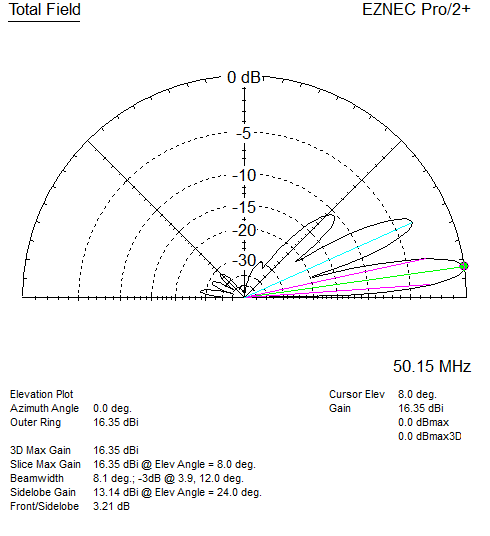 Total Field
EZNEC Pro/2+
0 dB
-5
-10
-15
-20
-30
50.15 MHz
Elevation Plot
Cursor Elev 8.0 deg.
Azimuth Angle 0.0 deg.
Gain 16.35 dBi
Outer Ring 16.35 dBi
0.0 dBmax
0.0 dBmax3D
3D Max Gain 16.35 dBi
Slice Max Gain 16.35 dBi @ Elev Angle = 8.0 deg.
Beamwidth 8.1 deg.; -3dB @ 3.9, 12.0 deg.
Sidelobe Gain 13.14 dBi @ Elev Angle = 24.0 deg.
Front/Sidelobe 3.21 dB